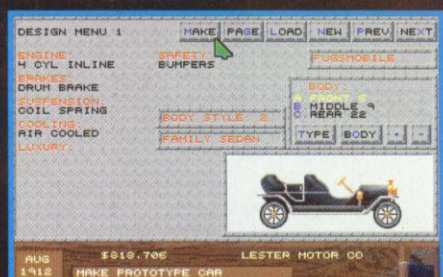 DESIGN MENU 1 MAKE PAGE LOAD NEW PREV NEXT
ENGINE: SAFETY: PUGSMOBILE
4 CYL INLINE BUMPERS
BRAKES:
DRUM BRAKE
SUSPENSION:
COIL SPRING
COOLING:
AIR COOLED
LUXURY:
BODY STYLE 2
FAMILY SEDAN
BODY:
A. FRONT 5
B. MIDDLE 9
C. REAR 22
TYPE BODY + -
AUG $818,706 LESTER MOTOR CO
1912 MAKE PROTOTYPE CAR